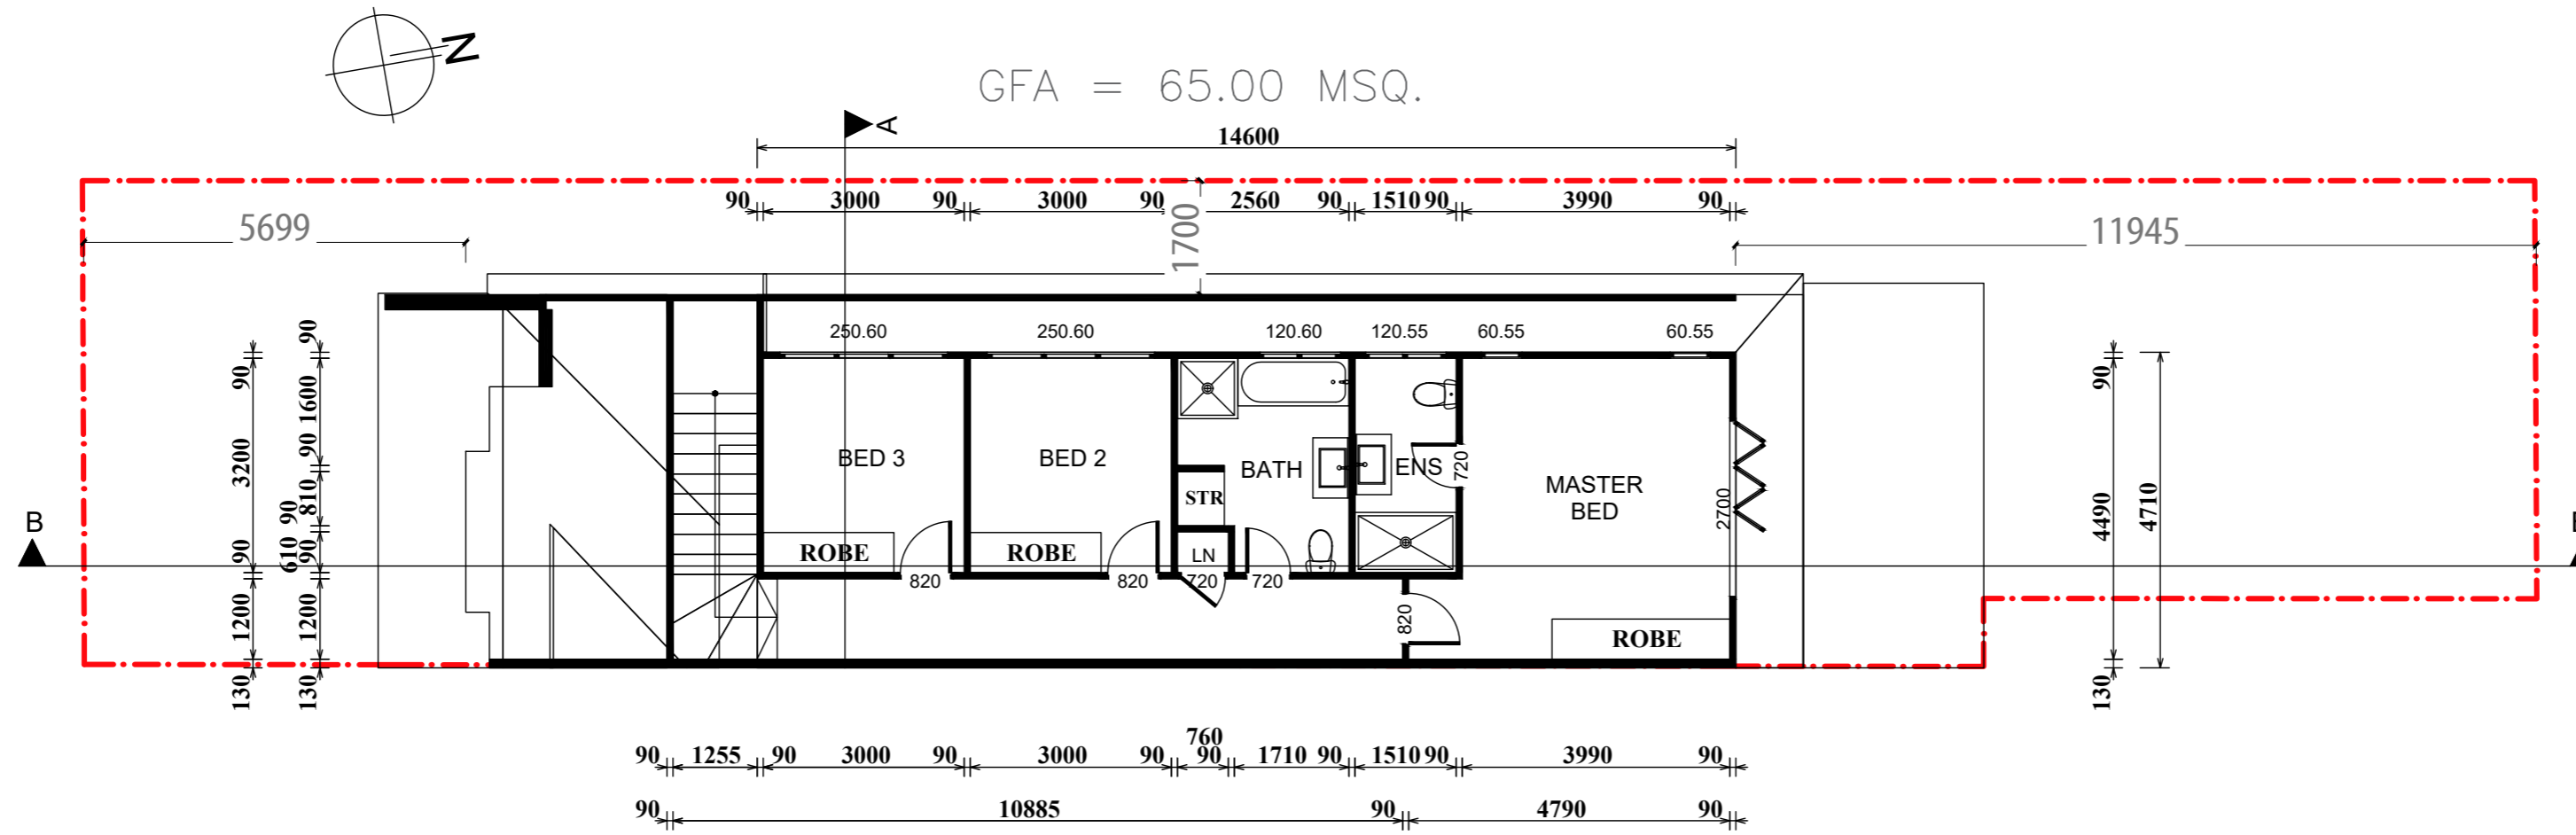 N
GFA = 65.00 MSQ.
A
14600
90 3000 90 3000 90 2560 90 1510 90 3990 90
5699
1700
11945
250.60 250.60 120.60 120.55 60.55 60.55
90 3200 90 1200 130
90 1600 90 810 90 610 90 1200 130
BED 3
BED 2
BATH
ENS
720
MASTER
BED
2700
STR
LN
ROBE
ROBE
820
820
720
720
820
ROBE
B
90 4490 130
4710
760
90 1255 90 3000 90 3000 90 90 1710 90 1510 90 3990 90
90 10885 90 4790 90